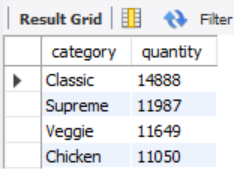 Result Grid Filter
category quantity
Classic 14888
Supreme 11987
Veggie 11649
Chicken 11050